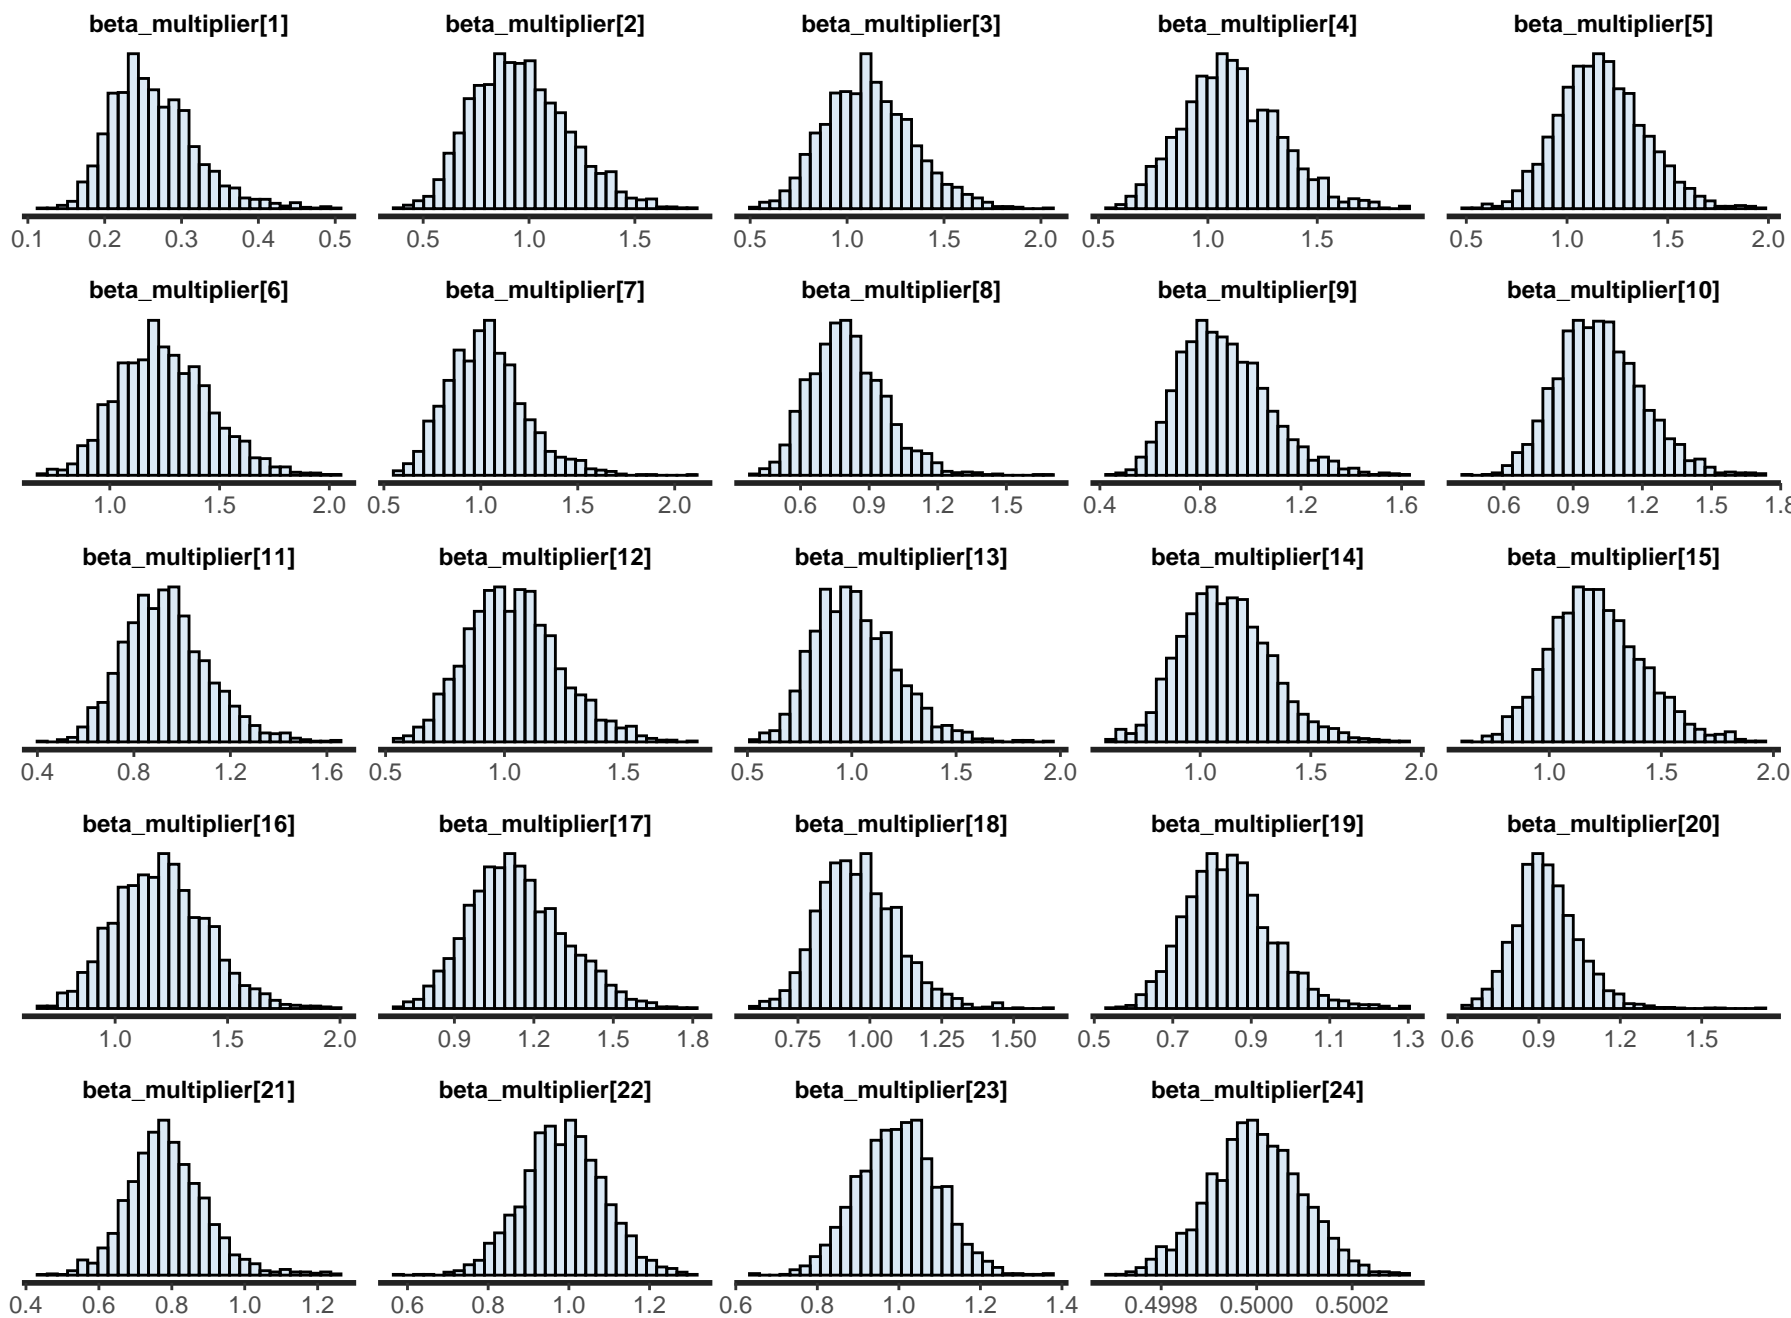 beta_multiplier[1] beta_multiplier[2] beta_multiplier[3] beta_multiplier[4] beta_multiplier[5]
0.1 0.2 0.3 0.4 0.5 0.5 1.0 1.5 0.5 1.0 1.5 2.0 0.5 1.0 1.5 0.5 1.0 1.5 2.0
beta_multiplier[6] beta_multiplier[7] beta_multiplier[8] beta_multiplier[9] beta_multiplier[10]
1.0 1.5 2.0 0.5 1.0 1.5 2.0 0.6 0.9 1.2 1.5 0.4 0.8 1.2 1.6 0.6 0.9 1.2 1.5 1.8
beta_multiplier[11] beta_multiplier[12] beta_multiplier[13] beta_multiplier[14] beta_multiplier[15]
0.4 0.8 1.2 1.6 0.5 1.0 1.5 0.5 1.0 1.5 2.0 1.0 1.5 2.0 1.0 1.5 2.0
beta_multiplier[16] beta_multiplier[17] beta_multiplier[18] beta_multiplier[19] beta_multiplier[20]
1.0 1.5 2.0 0.9 1.2 1.5 1.8 0.75 1.00 1.25 1.50 0.5 0.7 0.9 1.1 1.3 0.6 0.9 1.2 1.5
beta_multiplier[21] beta_multiplier[22] beta_multiplier[23] beta_multiplier[24]
0.4 0.6 0.8 1.0 1.2 0.6 0.8 1.0 1.2 0.6 0.8 1.0 1.2 1.4 0.4998 0.5000 0.5002